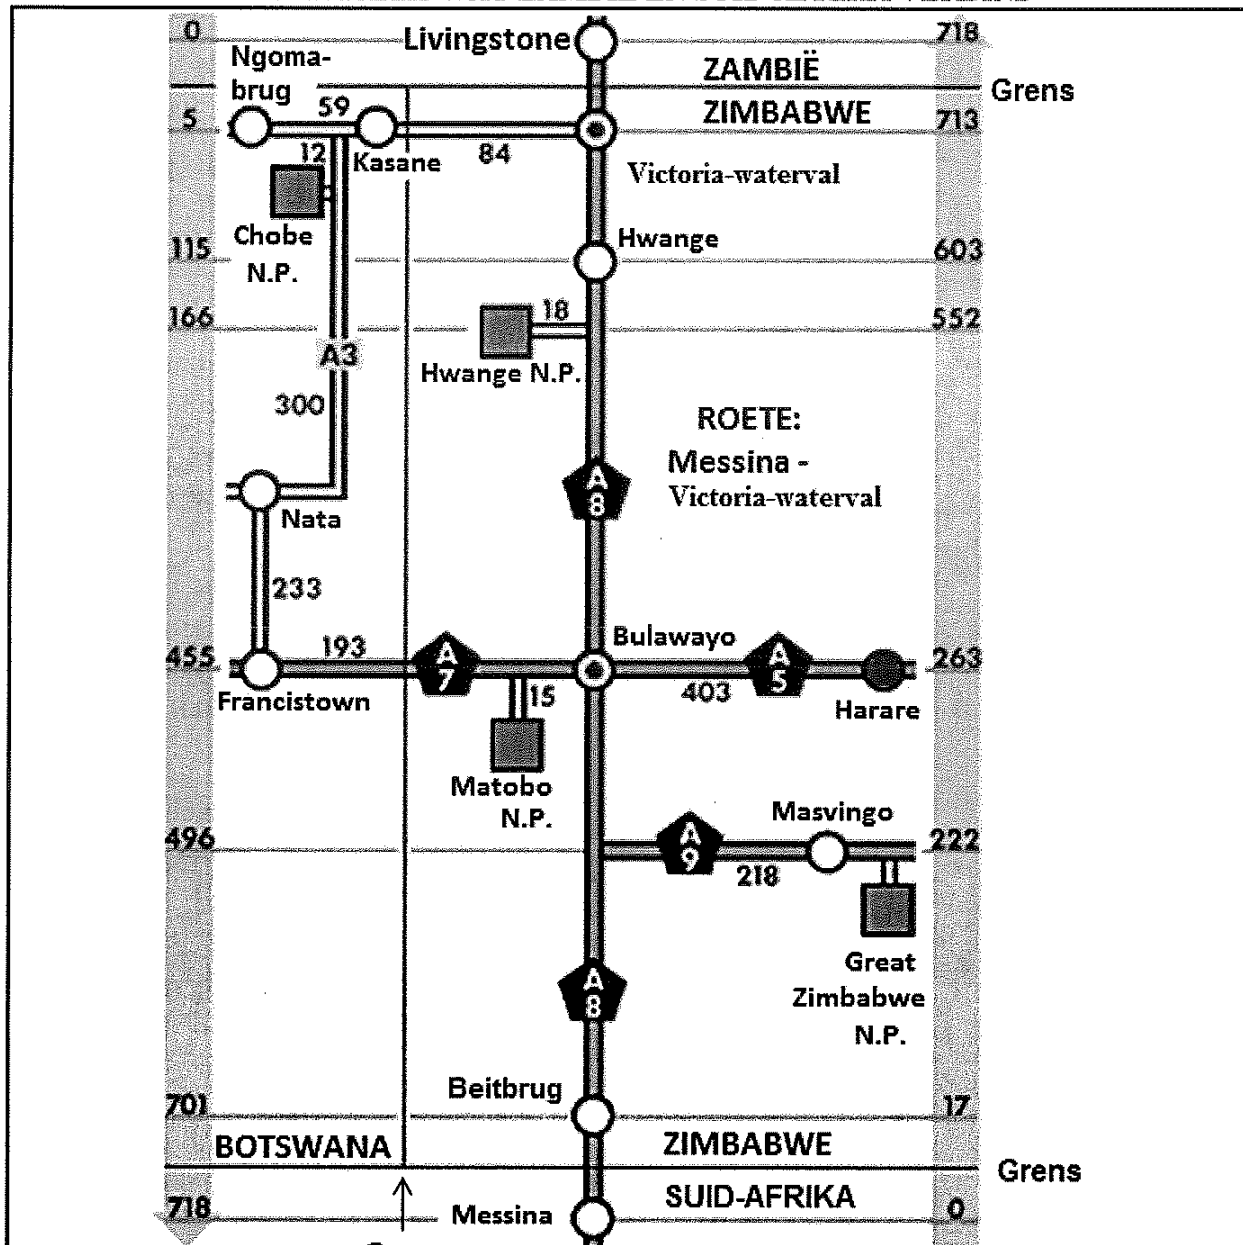 0
Livingstone
718
Ngoma-
brug
ZAMBIË
Grens
5
59
ZIMBABWE
713
12
Kasane
84
Victoria-waterval
Chobe
N.P.
115
Hwange
603
166
18
552
A3
Hwange N.P.
300
ROETE:
Messina -
Victoria-waterval
A
8
Nata
233
Bulawayo
455
193
A
7
A
5
263
403
Francistown
15
Harare
Matobo
N.P.
496
Masvingo
A
9
222
218
Great
Zimbabwe
N.P.
A
8
Beitbrug
701
17
BOTSWANA
ZIMBABWE
Grens
SUID-AFRIKA
718
Messina
0